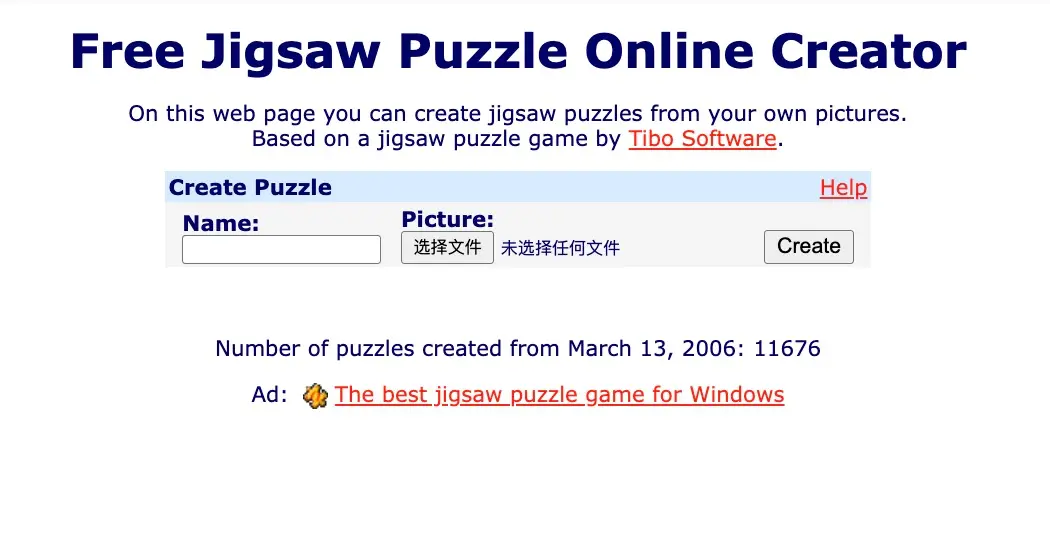 Free Jigsaw Puzzle Online Creator
On this web page you can create jigsaw puzzles from your own pictures.
Based on a jigsaw puzzle game by Tibo Software.
Create Puzzle Help
Name: Picture:
选择文件 未选择任何文件 Create
Number of puzzles created from March 13, 2006: 11676
Ad: The best jigsaw puzzle game for Windows